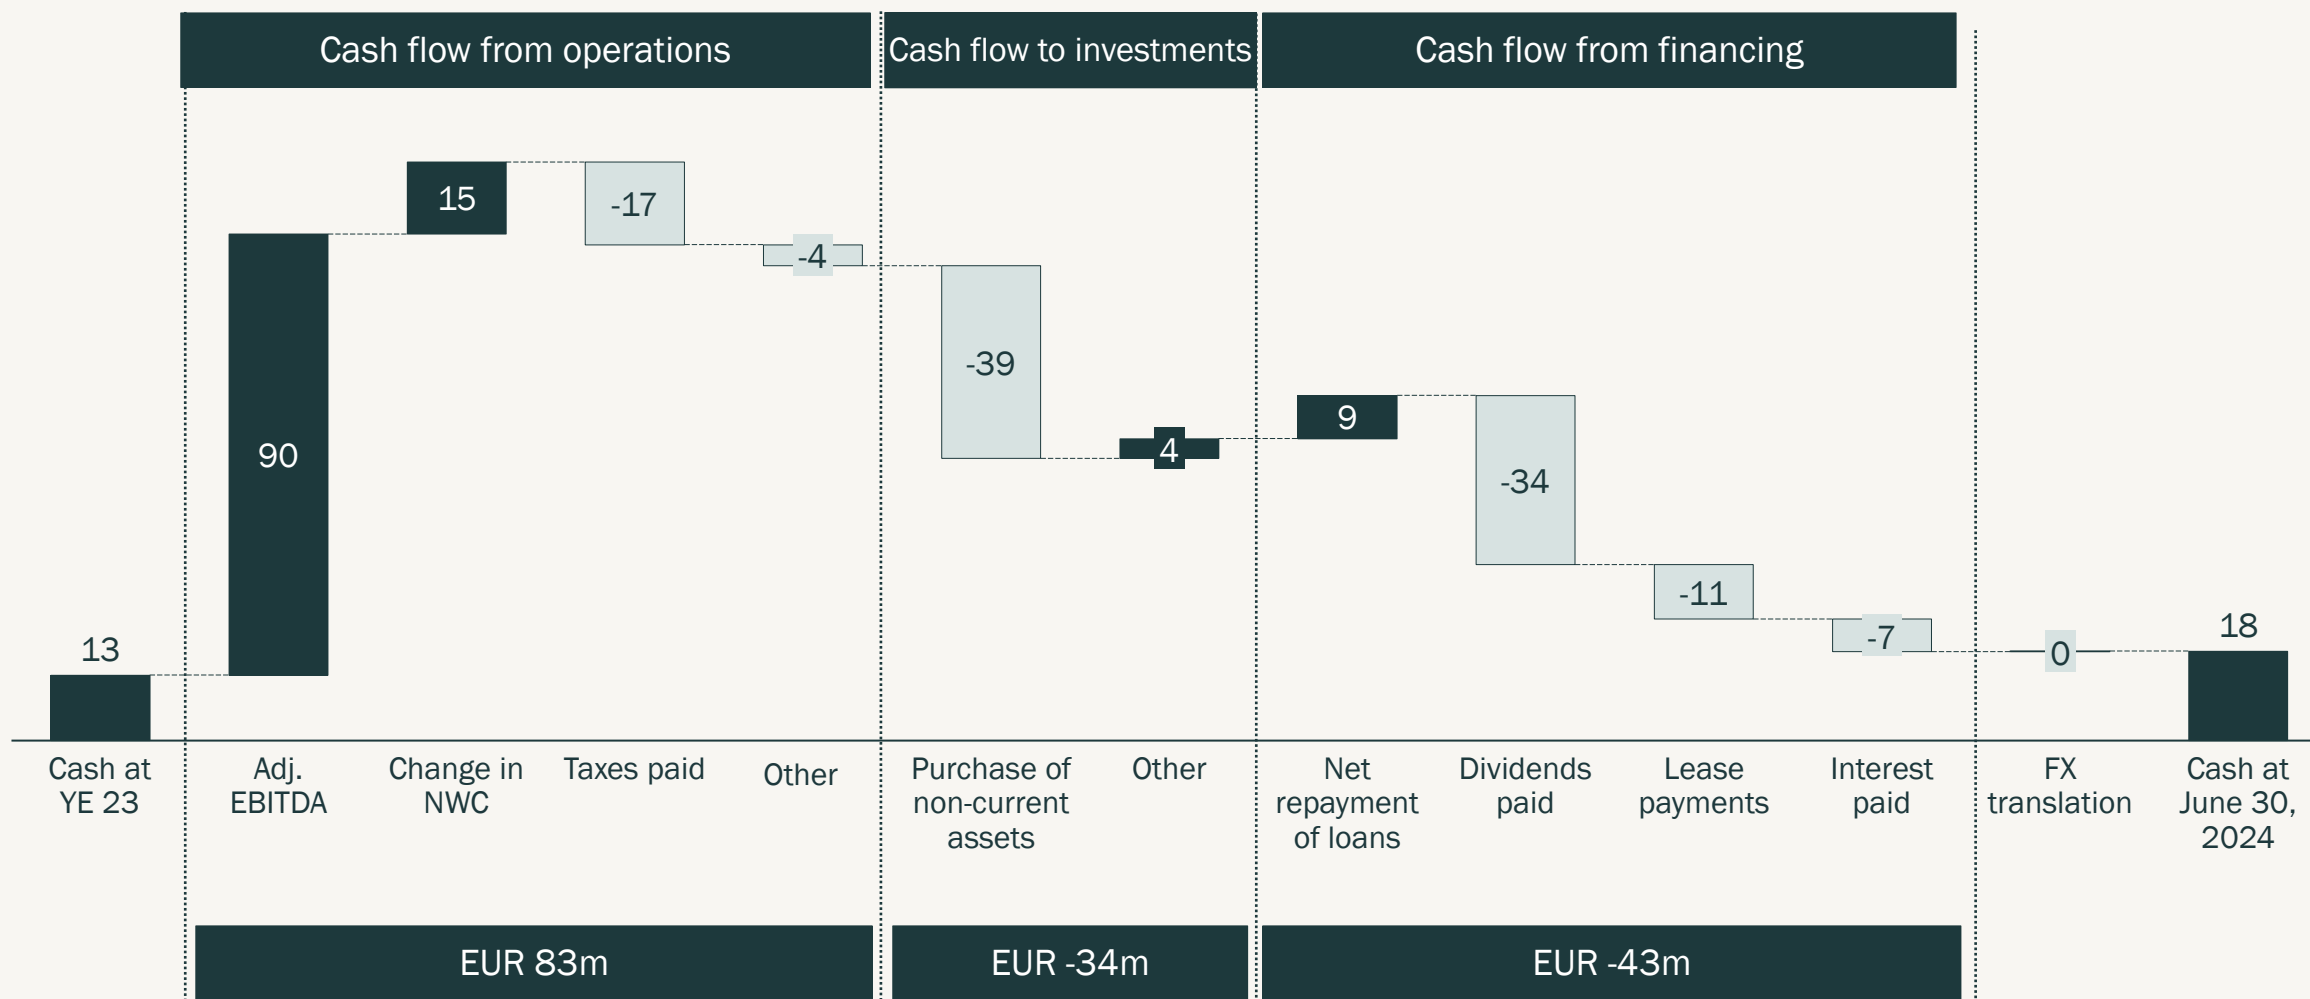 Cash flow from operations
Cash flow to investments
Cash flow from financing
15
-17
-4
-39
90
4
9
-34
-11
-7
0
13
18
Cash at
YE 23
Adj.
EBITDA
Change in
NWC
Taxes paid
Other
Purchase of
non-current
assets
Other
Net
repayment
of loans
Dividends
paid
Lease
payments
Interest
paid
FX
translation
Cash at
June 30,
2024
EUR 83m
EUR -34m
EUR -43m